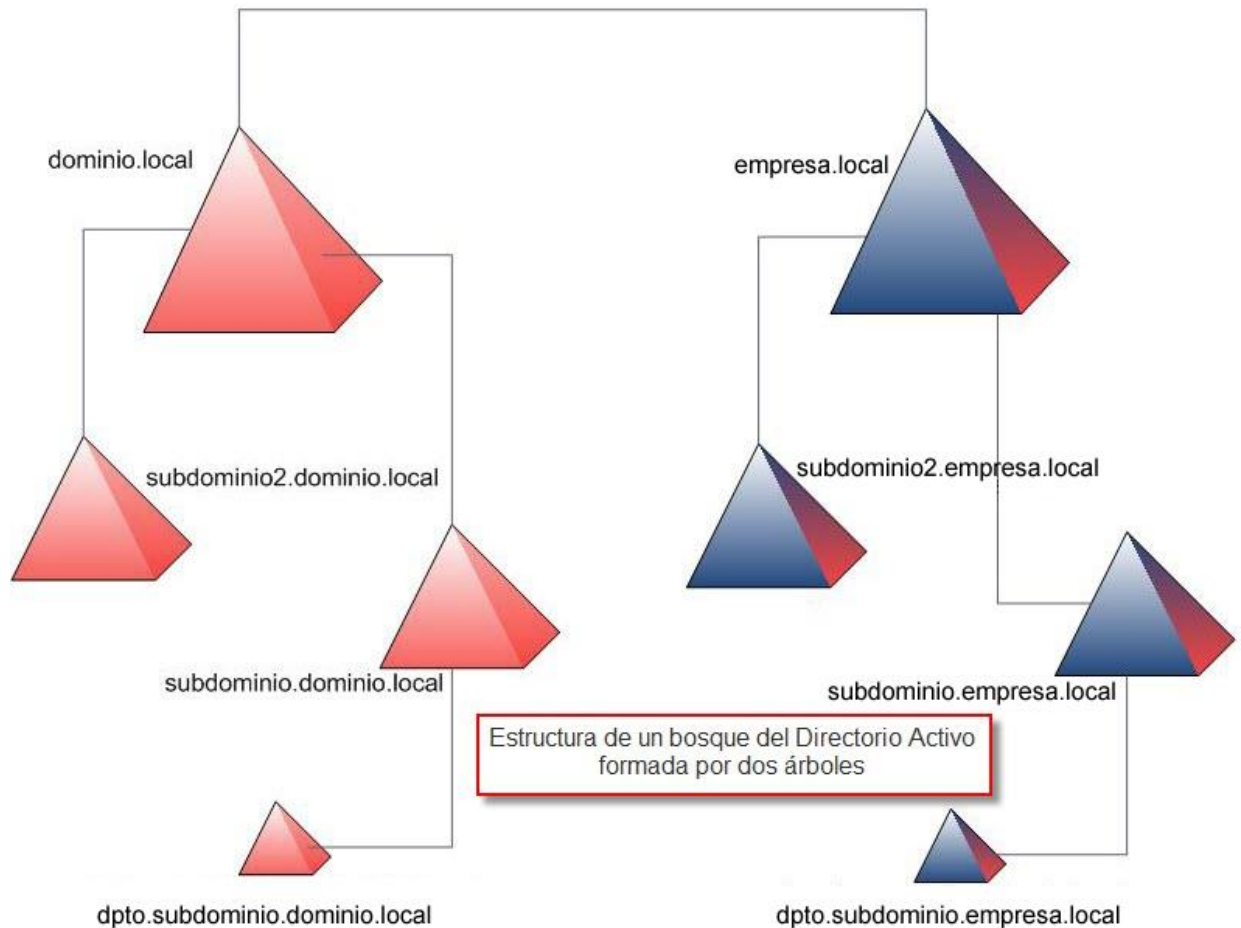 dominio.local
empresa.local
subdominio2.dominio.local
subdominio2.empresa.local
subdominio.dominio.local
subdominio.empresa.local
Estructura de un bosque del Directorio Activo
formada por dos árboles
dpto.subdominio.dominio.local
dpto.subdominio.empresa.local